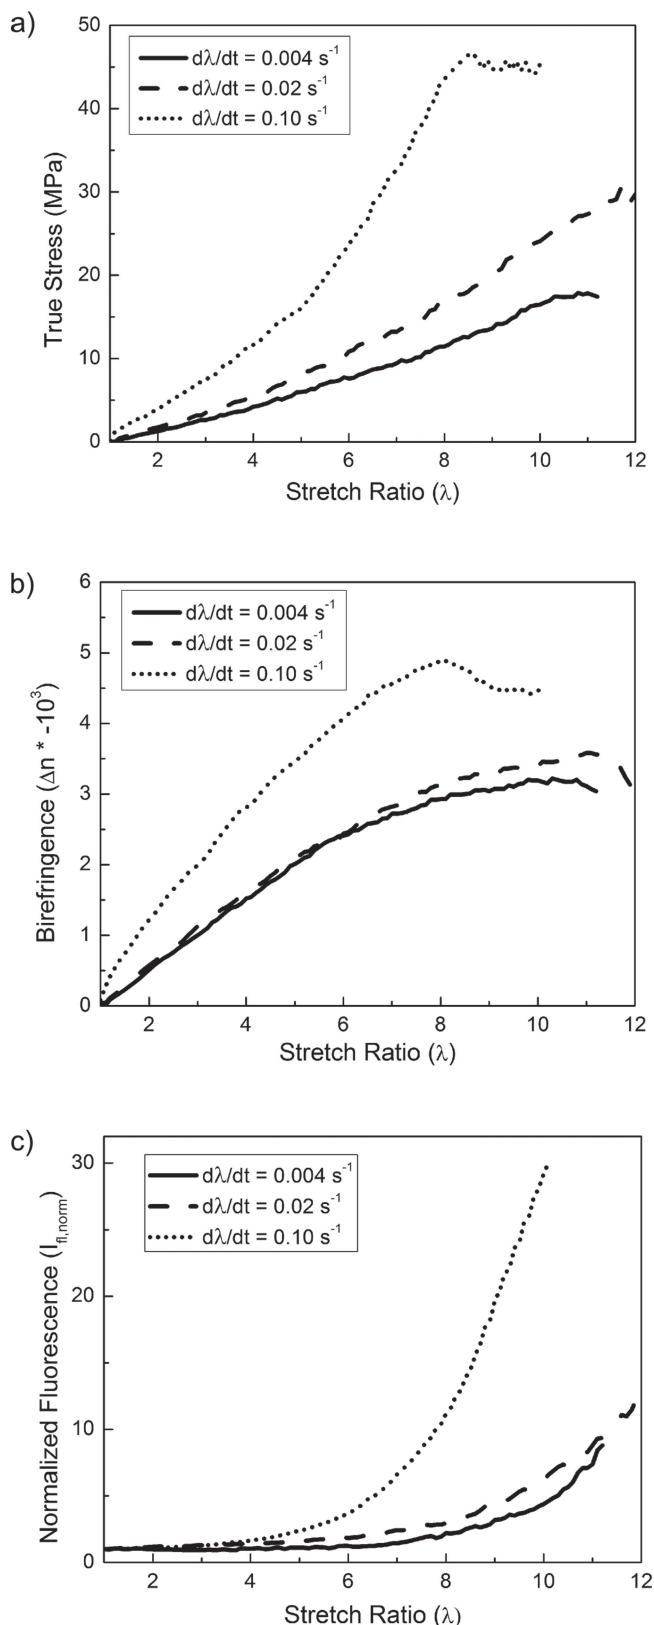 a)
50
40
30
20
10
0
True Stress (MPa)
dλ/dt = 0.004 s⁻¹
dλ/dt = 0.02 s⁻¹
dλ/dt = 0.10 s⁻¹
2 4 6 8 10 12
Stretch Ratio (λ)
b)
6
5
4
3
2
1
0
Birefringence (Δn * -10³)
dλ/dt = 0.004 s⁻¹
dλ/dt = 0.02 s⁻¹
dλ/dt = 0.10 s⁻¹
2 4 6 8 10 12
Stretch Ratio (λ)
c)
30
20
10
0
Normalized Fluorescence (I_fl,norm)
dλ/dt = 0.004 s⁻¹
dλ/dt = 0.02 s⁻¹
dλ/dt = 0.10 s⁻¹
2 4 6 8 10 12
Stretch Ratio (λ)